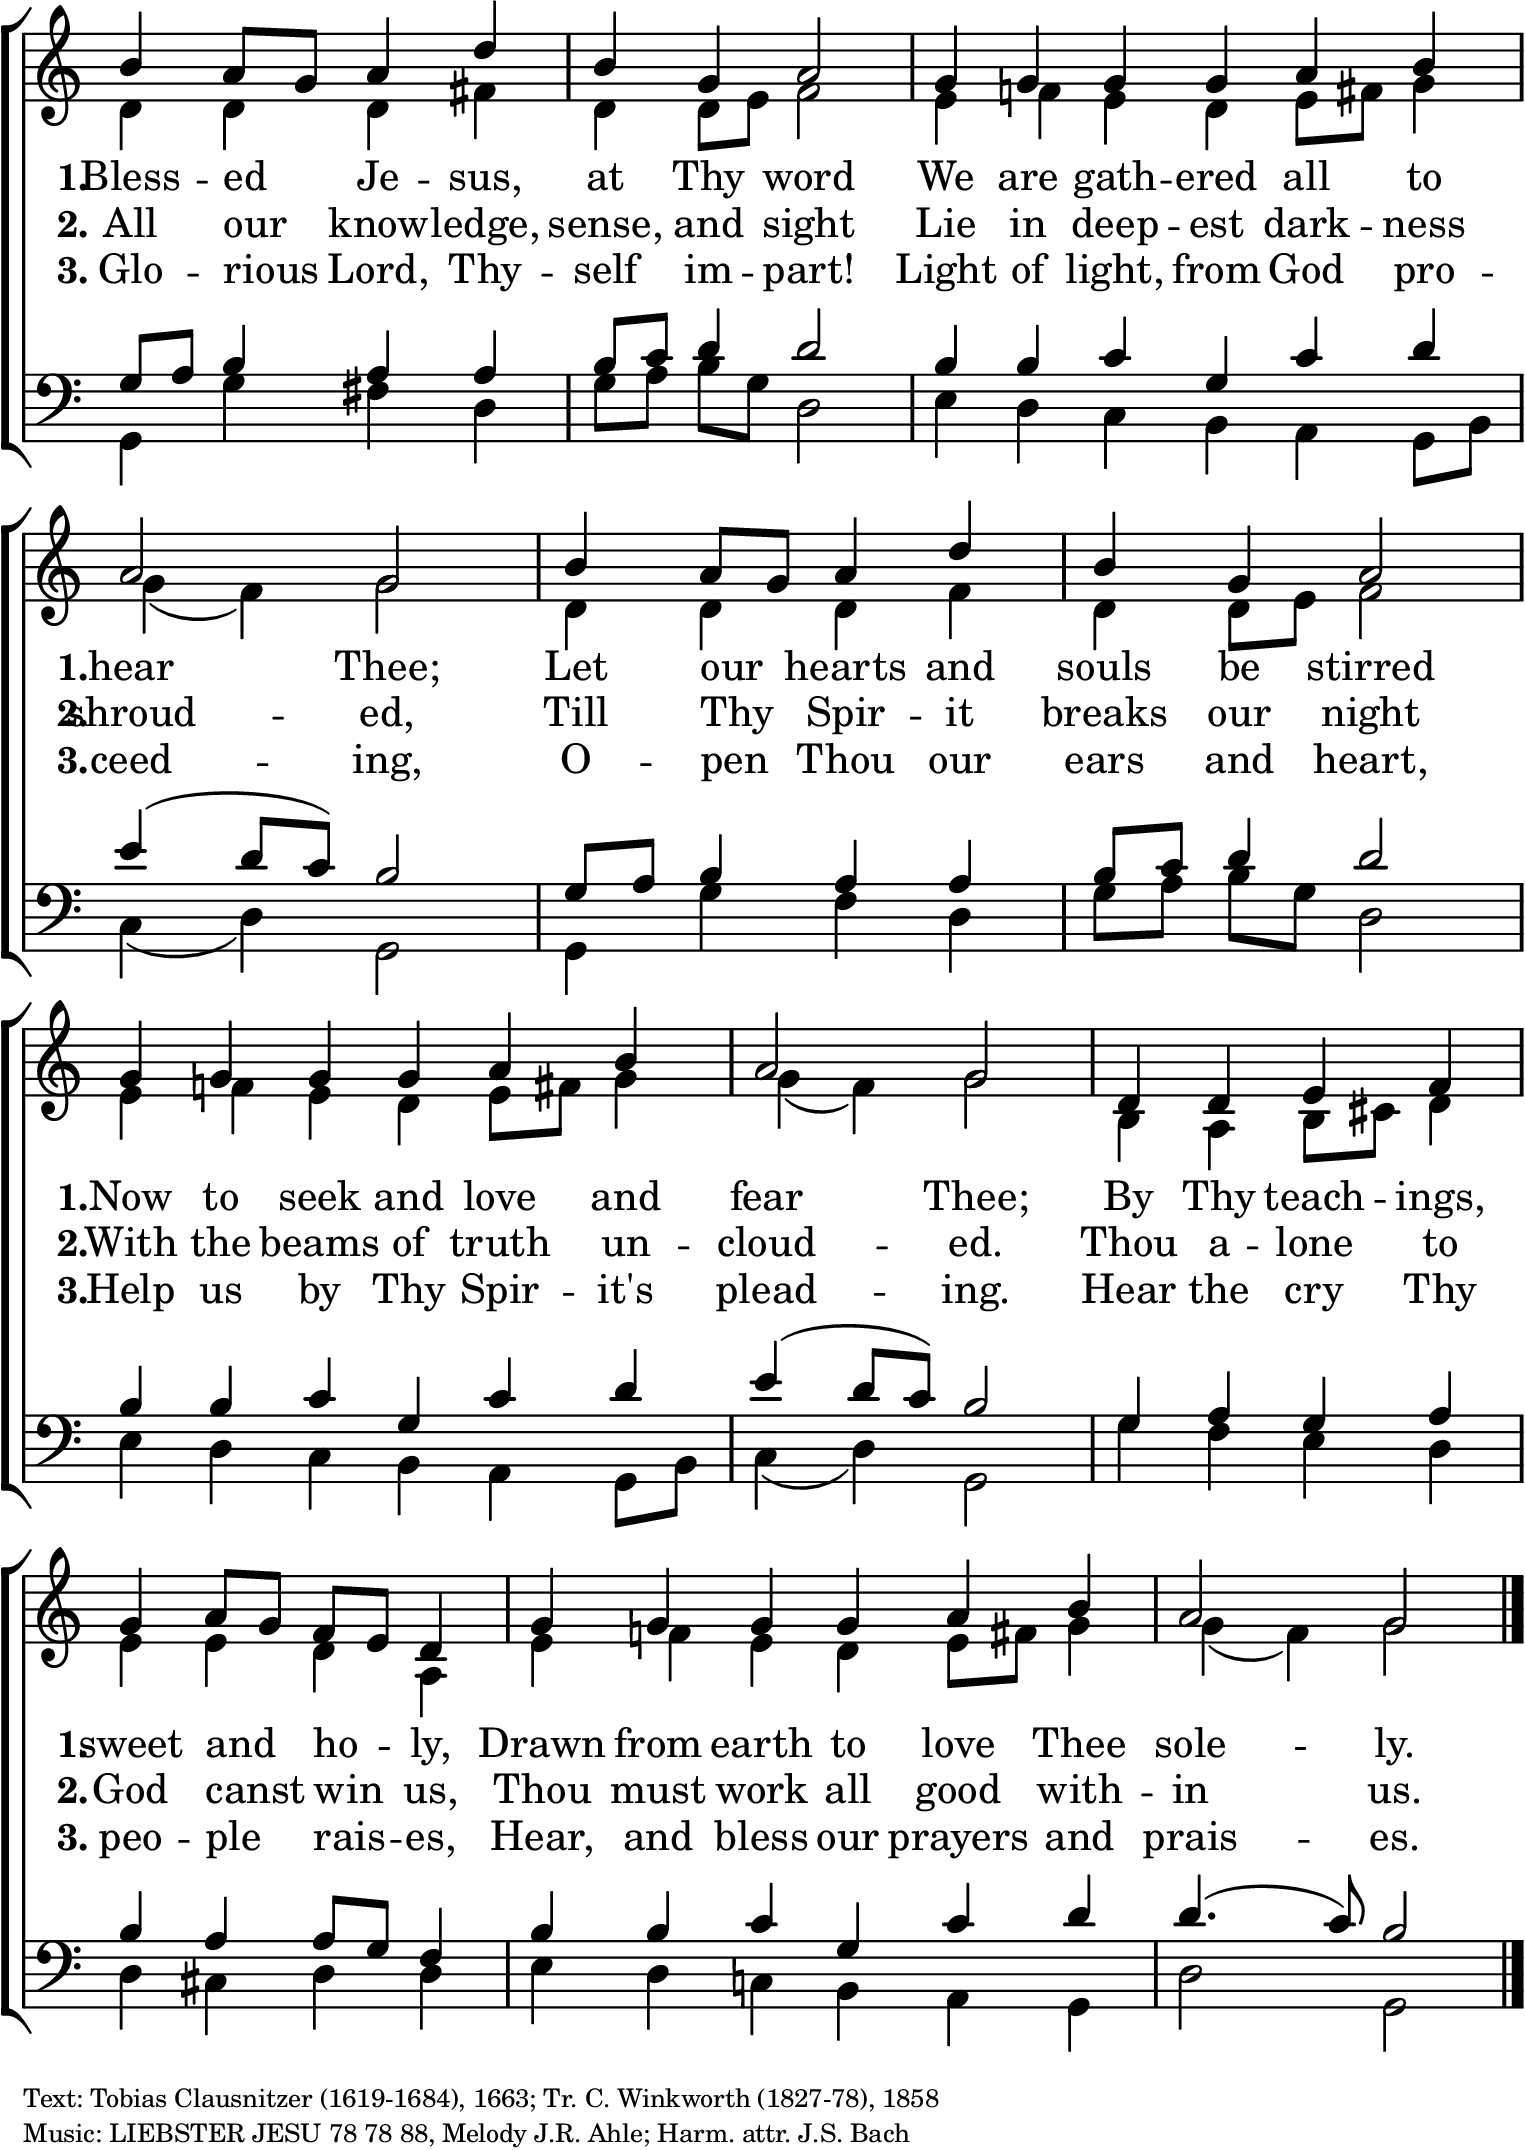 1. Bless -- ed Je -- sus, at Thy word We are gath -- ered all to
2. All our know -- ledge, sense, and sight Lie in deep -- est dark -- ness
3. Glo -- rious Lord, Thy -- self im -- part! Light of light, from God pro --
1. hear Thee; Let our hearts and souls be stirred
2. shroud -- ed, Till Thy Spir -- it breaks our night
3. ceed -- ing, O -- pen Thou our ears and heart,
1. Now to seek and love and fear Thee; By Thy teach -- ings,
2. With the beams of truth un -- cloud -- ed. Thou a -- lone to
3. Help us by Thy Spir -- it's plead -- ing. Hear the cry Thy
1. sweet and ho -- ly, Drawn from earth to love Thee sole -- ly.
2. God canst win us, Thou must work all good with -- in us.
3. peo -- ple rais -- es, Hear, and bless our prayers and prais -- es.
Text: Tobias Clausnitzer (1619-1684), 1663; Tr. C. Winkworth (1827-78), 1858
Music: LIEBSTER JESU 78 78 88, Melody J.R. Ahle; Harm. attr. J.S. Bach